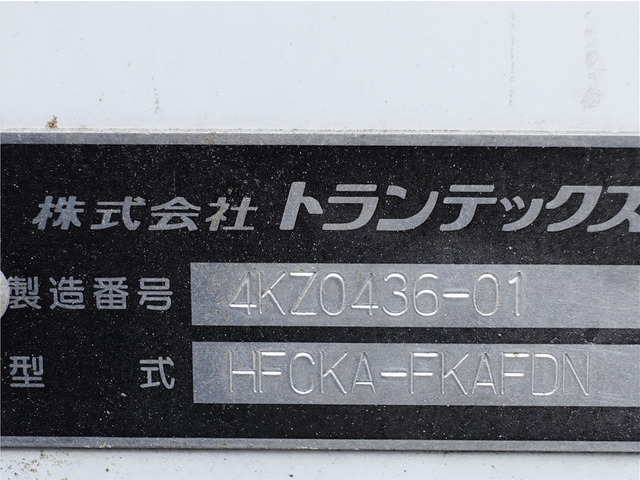 株式会社 トランテックス
製造番号 4KZ0436-01
型 式 HFCKA-FKAFDN